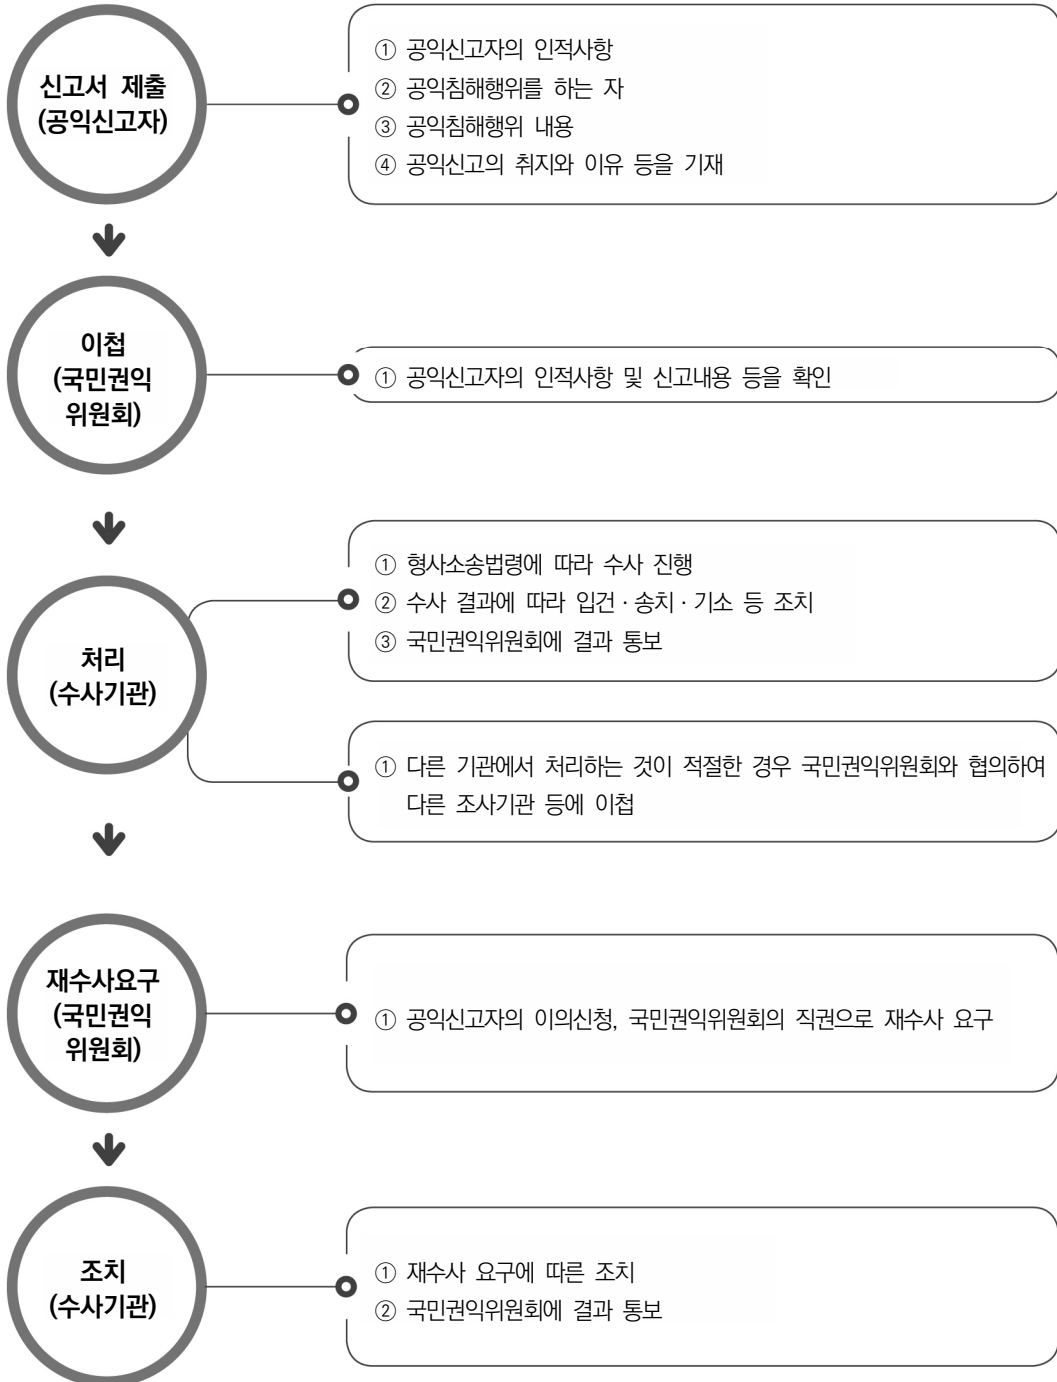 신고서 제출
(공익신고자)
① 공익신고자의 인적사항
② 공익침해행위를 하는 자
③ 공익침해행위 내용
④ 공익신고의 취지와 이유 등을 기재
이첩
(국민권익
위원회)
① 공익신고자의 인적사항 및 신고내용 등을 확인
처리
(수사기관)
① 형사소송법령에 따라 수사 진행
② 수사 결과에 따라 입건 · 송치 · 기소 등 조치
③ 국민권익위원회에 결과 통보
① 다른 기관에서 처리하는 것이 적절한 경우 국민권익위원회와 협의하여
다른 조사기관 등에 이첩
재수사요구
(국민권익
위원회)
① 공익신고자의 이의신청, 국민권익위원회의 직권으로 재수사 요구
조치
(수사기관)
① 재수사 요구에 따른 조치
② 국민권익위원회에 결과 통보